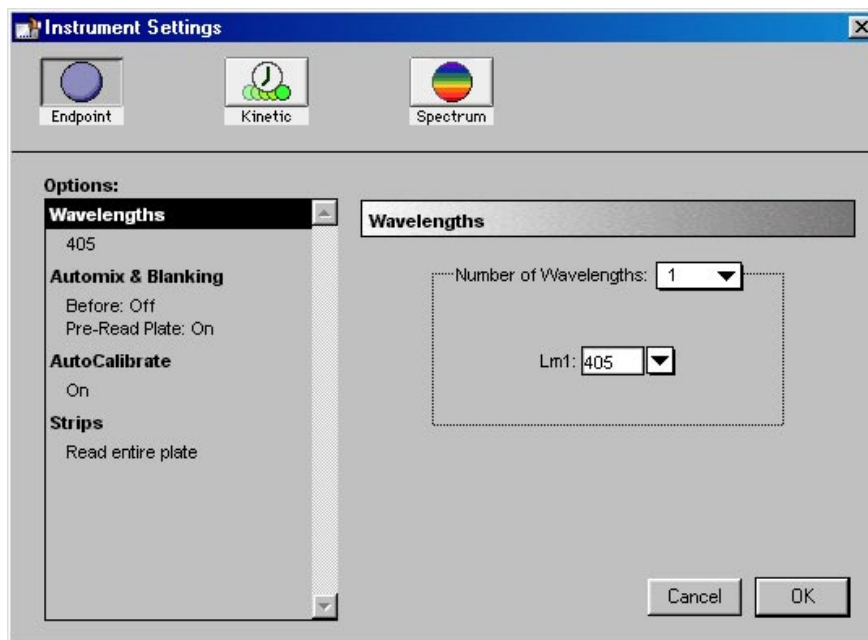 Instrument Settings
Endpoint
Kinetic
Spectrum
Options:
Wavelengths
405
Automix & Blanking
Before: Off
Pre-Read Plate: On
AutoCalibrate
On
Strips
Read entire plate
Wavelengths
Number of Wavelengths: 1
Lm1: 405
Cancel
OK